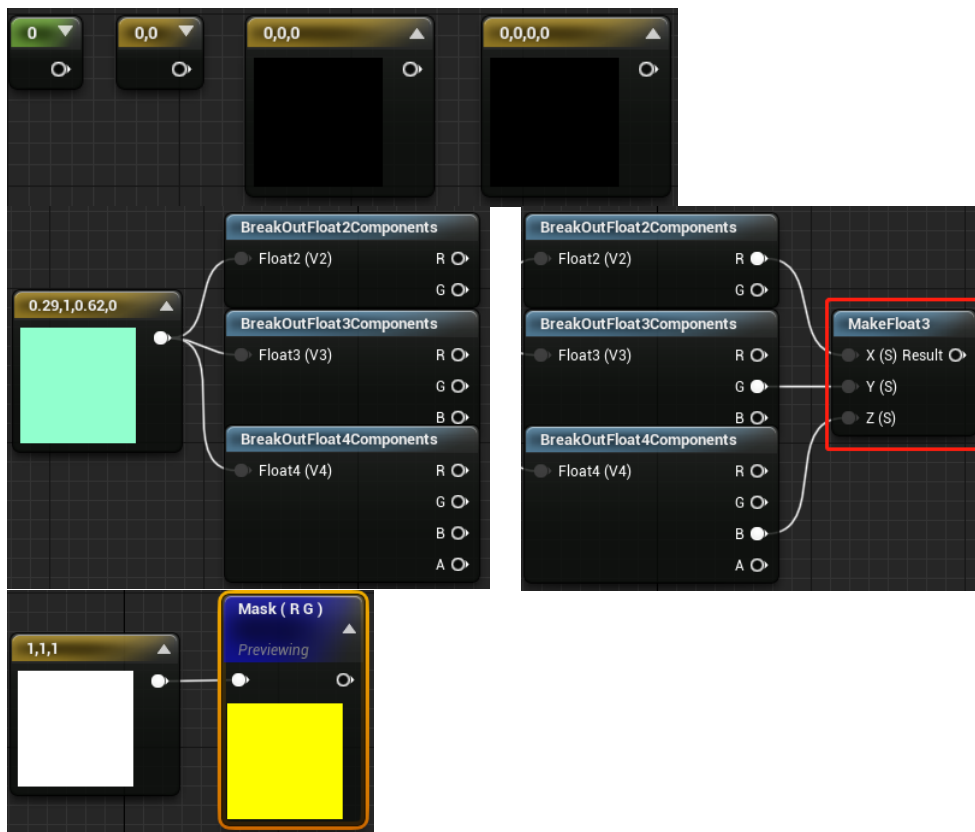 0
0,0
0,0,0
0,0,0,0
0.29,1,0.62,0
BreakOutFloat2Components
Float2 (V2)
R
G
BreakOutFloat3Components
Float3 (V3)
R
G
B
BreakOutFloat4Components
Float4 (V4)
R
G
B
A
BreakOutFloat2Components
Float2 (V2)
R
G
BreakOutFloat3Components
Float3 (V3)
R
G
B
BreakOutFloat4Components
Float4 (V4)
R
G
B
A
MakeFloat3
X (S) Result
Y (S)
Z (S)
1,1,1
Mask ( R G )
Previewing